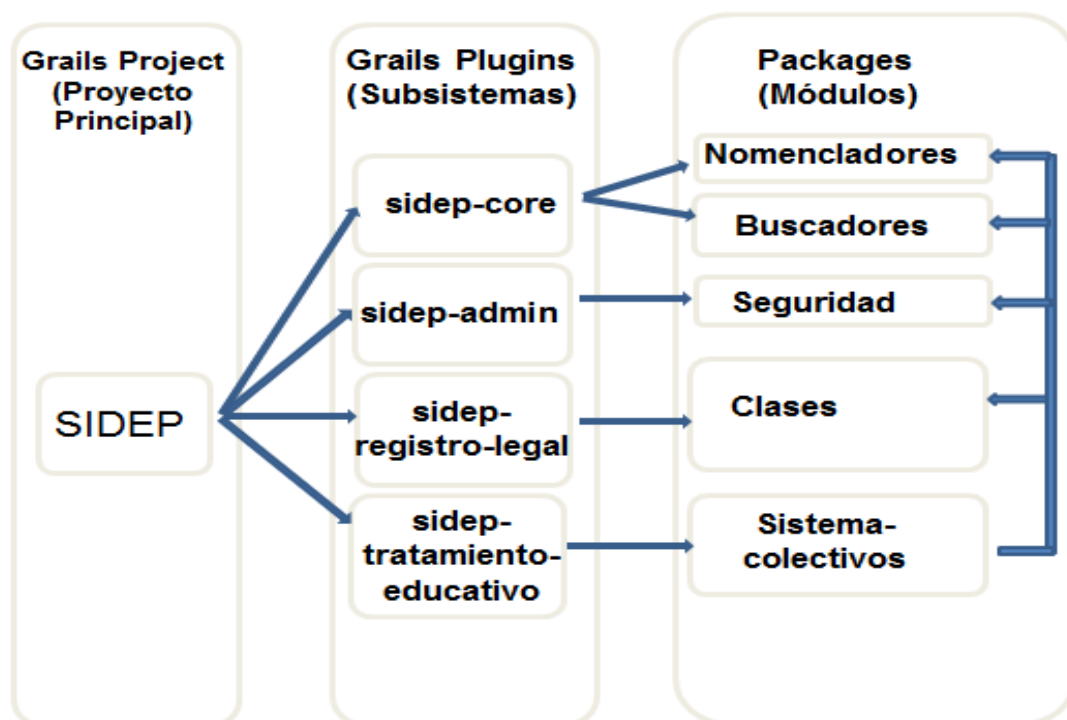 Grails Project
(Proyecto
Principal)
SIDEP
Grails Plugins
(Subsistemas)
sidep-core
sidep-admin
sidep-
registro-legal
sidep-
tratamiento-
educativo
Packages
(Módulos)
Nomencladores
Buscadores
Seguridad
Clases
Sistema-
colectivos